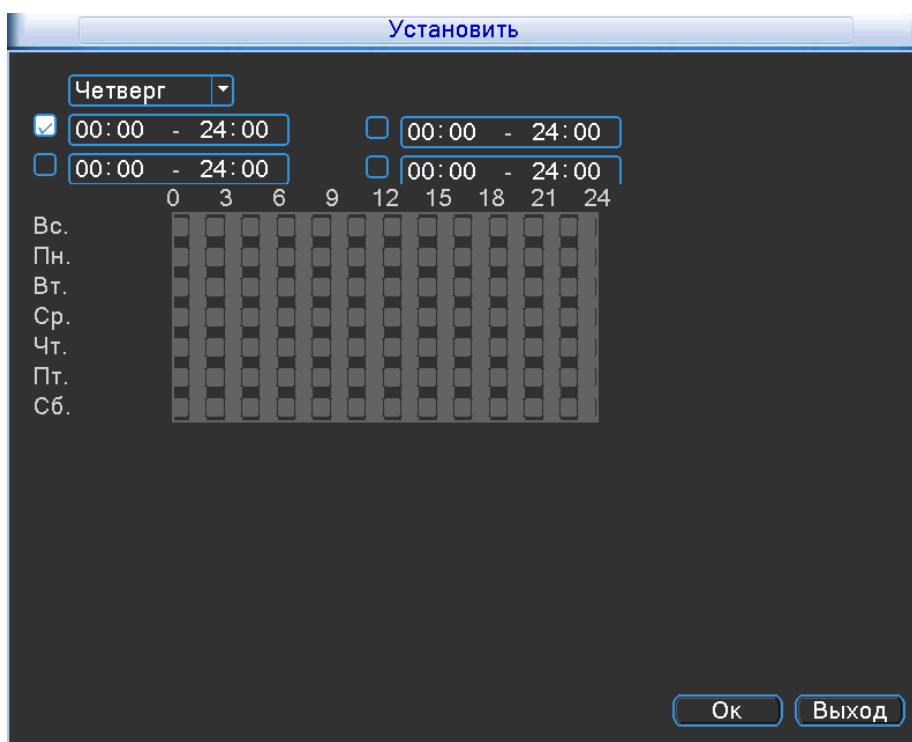 Установить
Четверг
00:00 - 24:00 00:00 - 24:00
00:00 - 24:00 00:00 - 24:00
0 3 6 9 12 15 18 21 24
Вс.
Пн.
Вт.
Ср.
Чт.
Пт.
Сб.
Ок Выход